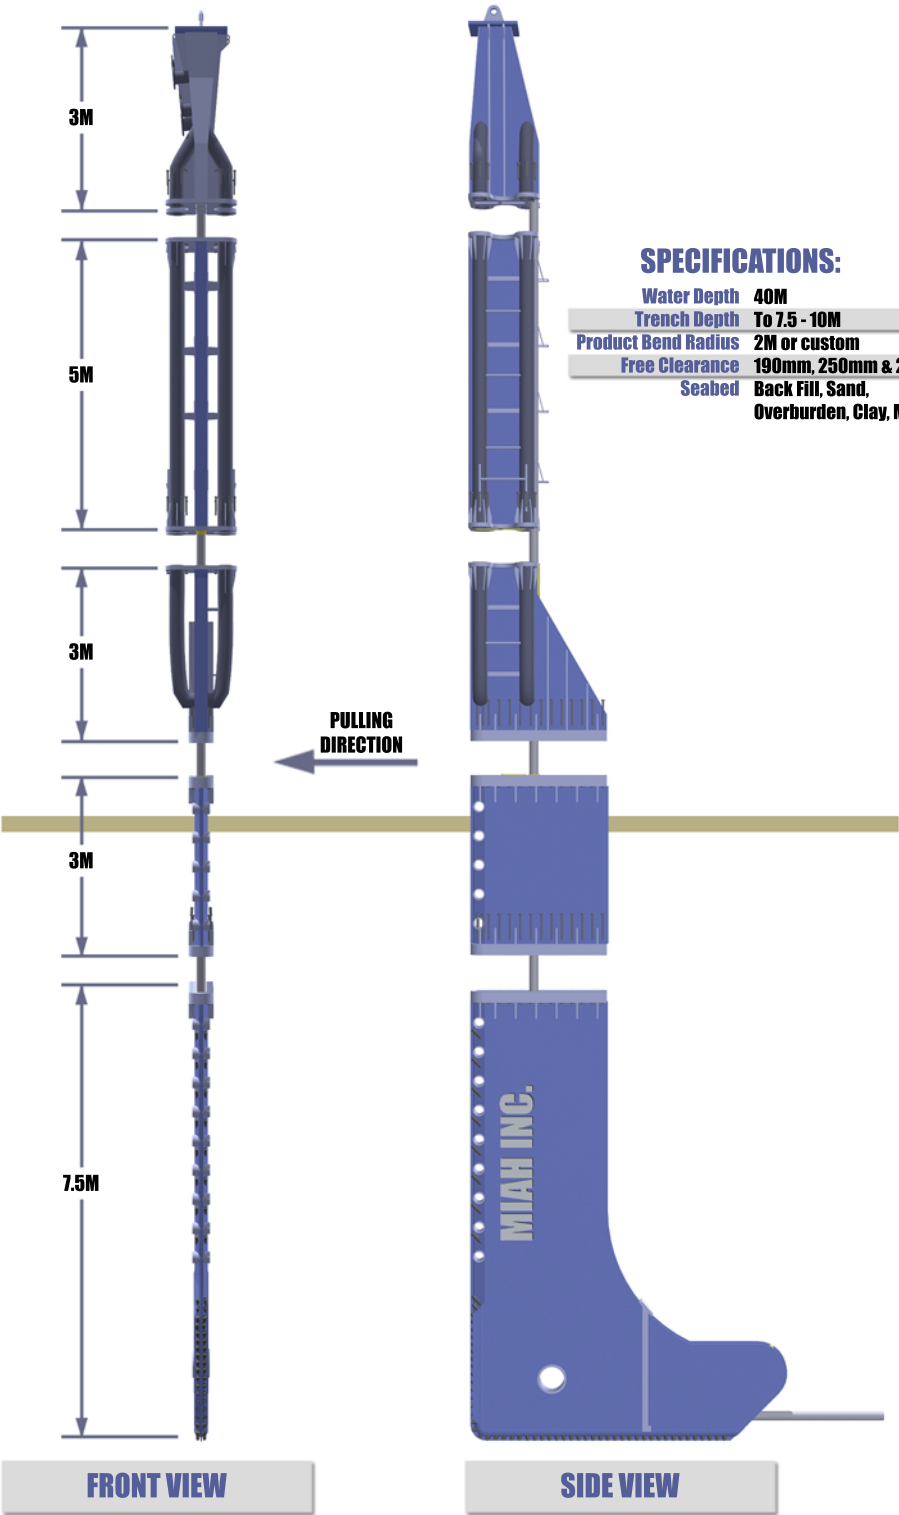 3M
SPECIFICATIONS:
Water Depth 40M
Trench Depth To 7.5 - 10M
Product Bend Radius 2M or custom
Free Clearance 190mm, 250mm &
Seabed Back Fill, Sand,
Overburden, Clay,
5M
3M
PULLING
DIRECTION
3M
MIAH INC.
7.5M
FRONT VIEW
SIDE VIEW